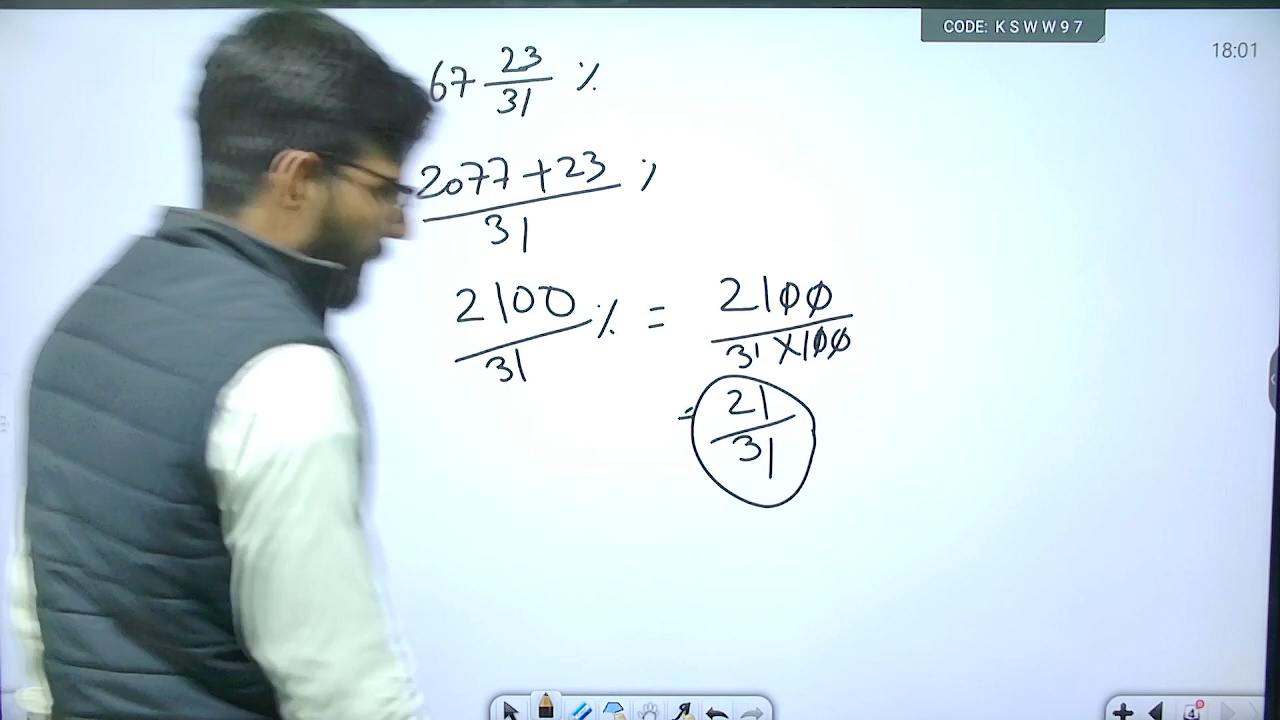 CODE: KSWW97
18:01
67 23/31 %
2077+23/31 %
2100/31 % = 2100/31×100
= 21/31